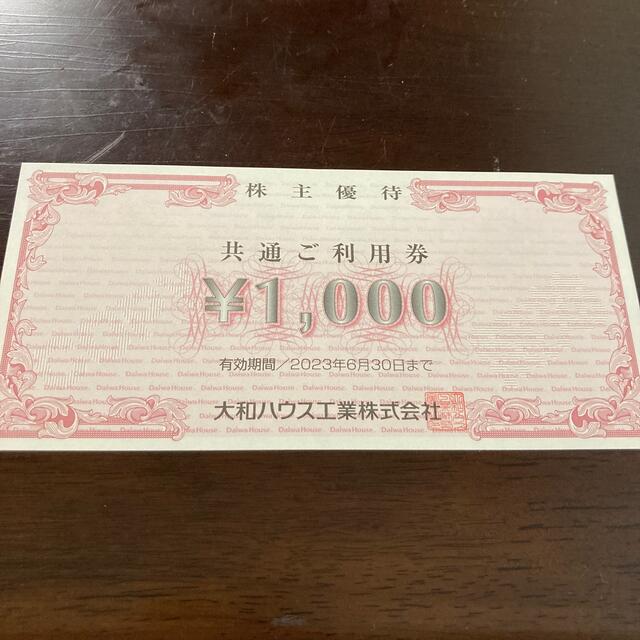 株主優待
共通ご利用券
¥1,000
有効期間／2023年6月30日まで
大和ハウス工業株式会社